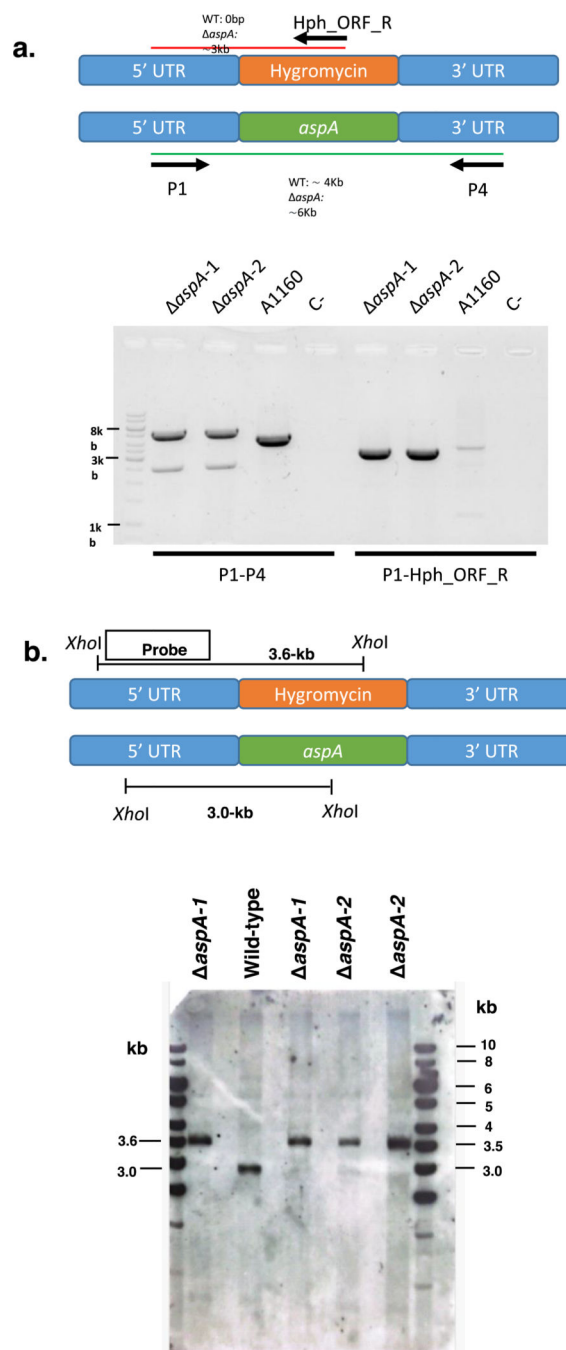 a.
WT: 0bp
ΔaspA:
~3kb
Hph_ORF_R
5' UTR Hygromycin 3' UTR
5' UTR aspA 3' UTR
P1 P4
WT: ~ 4Kb
ΔaspA:
~6Kb
ΔaspA-1 ΔaspA-2 A1160 C- ΔaspA-1 ΔaspA-2 A1160 C-
8k
b
3k
b
1k
b
P1-P4 P1-Hph_ORF_R
b.
XhoI Probe 3.6-kb XhoI
5' UTR Hygromycin 3' UTR
5' UTR aspA 3' UTR
XhoI 3.0-kb XhoI
ΔaspA-1 Wild-type ΔaspA-1 ΔaspA-2 ΔaspA-2
kb kb
10
8
6
5
4
3.6 3.5
3.0 3.0